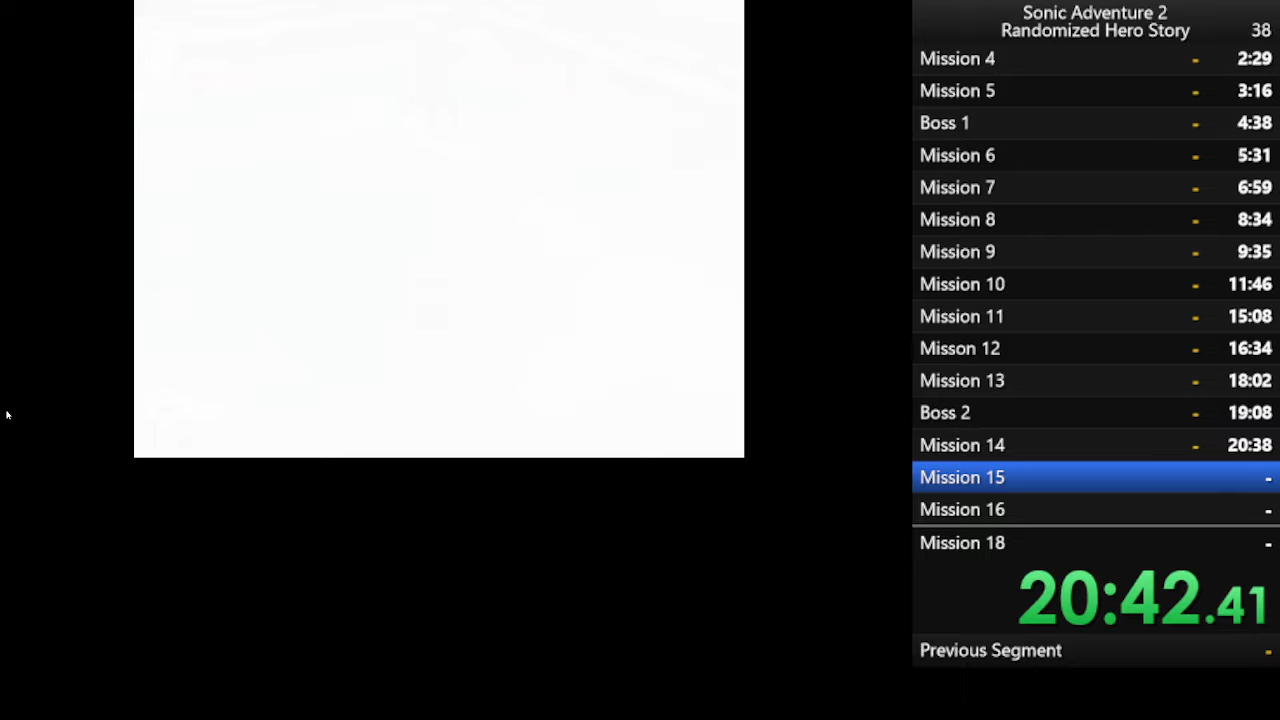 Sonic Adventure 2
Randomized Hero Story 38
Mission 4 - 2:29
Mission 5 - 3:16
Boss 1 - 4:38
Mission 6 - 5:31
Mission 7 - 6:59
Mission 8 - 8:34
Mission 9 - 9:35
Mission 10 - 11:46
Mission 11 - 15:08
Misson 12 - 16:34
Mission 13 - 18:02
Boss 2 - 19:08
Mission 14 - 20:38
Mission 15 -
Mission 16 -
Mission 18 -
20:42.41
Previous Segment -